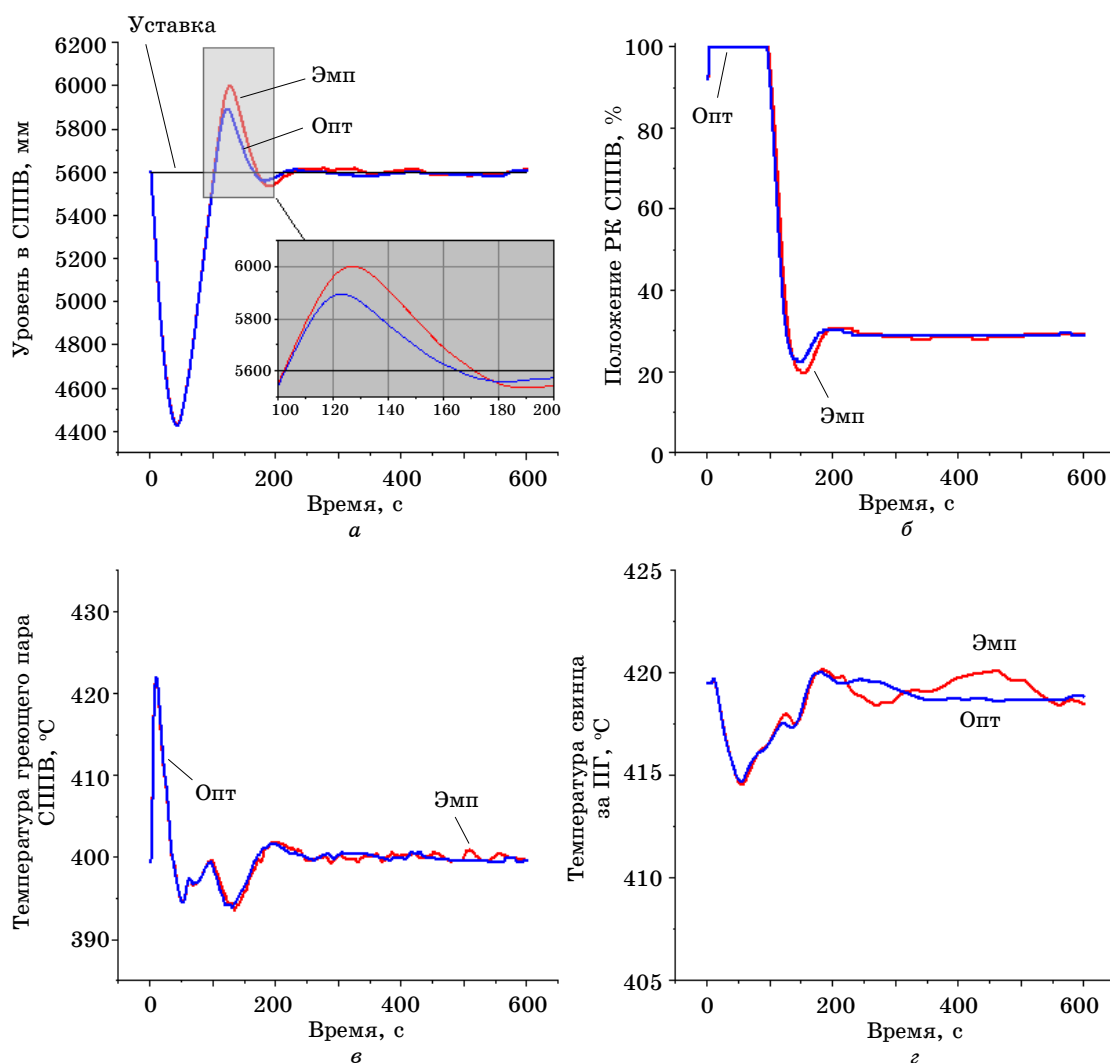 Уставка
6200
6000
5800
5600
5400
5200
5000
4800
4600
4400
Уровень в СППВ, мм
Эмп
Опт
6000
5800
5600
100 120 140 160 180 200
0 200 400 600
Время, с
а
100
80
60
40
20
0
Положение РК СППВ, %
Опт
Эмп
0 200 400 600
Время, с
б
430
420
410
400
390
Температура греющего пара
СППВ, °С
Опт
Эмп
0 200 400 600
Время, с
в
425
420
415
410
405
Температура свинца
за ПГ, °С
Эмп
Опт
0 200 400 600
Время, с
г